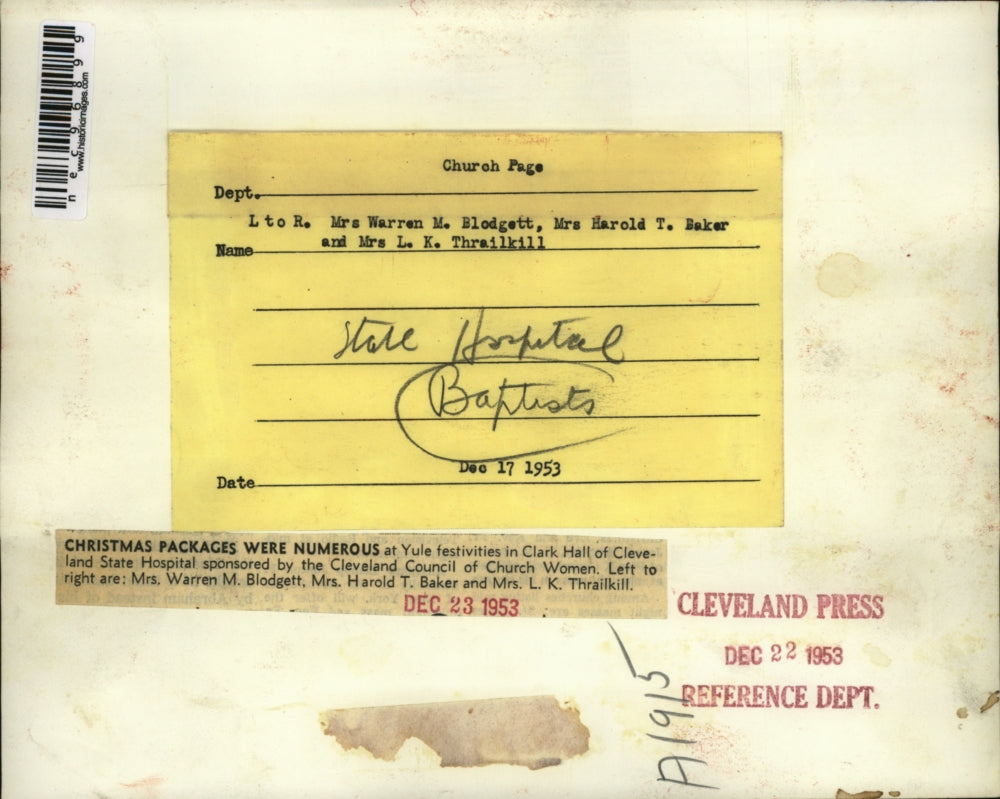 nec96899
www.historicimages.com
Church Page
Dept.
L to R. Mrs Warren M. Blodgett, Mrs Harold T. Baker
and Mrs L. K. Thrailkill
Name
State Hospital
Baptists
Dec 17 1953
Date
CHRISTMAS PACKAGES WERE NUMEROUS at Yule festivities in Clark Hall of Cleve-
land State Hospital sponsored by the Cleveland Council of Church Women. Left to
right are: Mrs. Warren M. Blodgett, Mrs. Harold T. Baker and Mrs. L. K. Thrailkill.
DEC 23 1953
CLEVELAND PRESS
DEC 22 1953
REFERENCE DEPT.